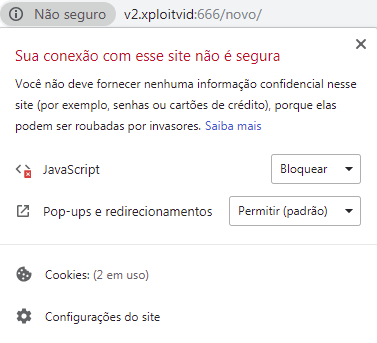 Não seguro v2.xploitvid:666/novo/
Sua conexão com esse site não é segura
Você não deve fornecer nenhuma informação confidencial nesse
site (por exemplo, senhas ou cartões de crédito), porque elas
podem ser roubadas por invasores. Saiba mais
JavaScript Bloquear
Pop-ups e redirecionamentos Permitir (padrão)
Cookies: (2 em uso)
Configurações do site